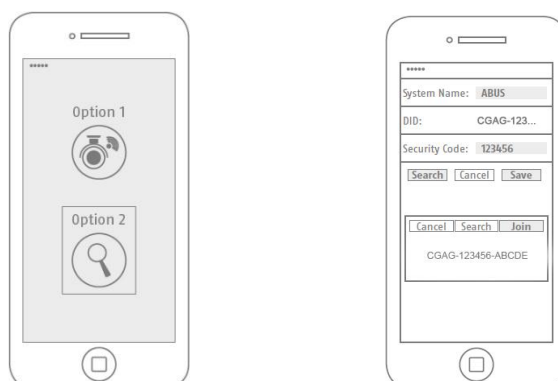 Option 1
Option 2
System Name: ABUS
DID: CGAG-123...
Security Code: 123456
Search Cancel Save
Cancel Search Join
CGAG-123456-ABCDE